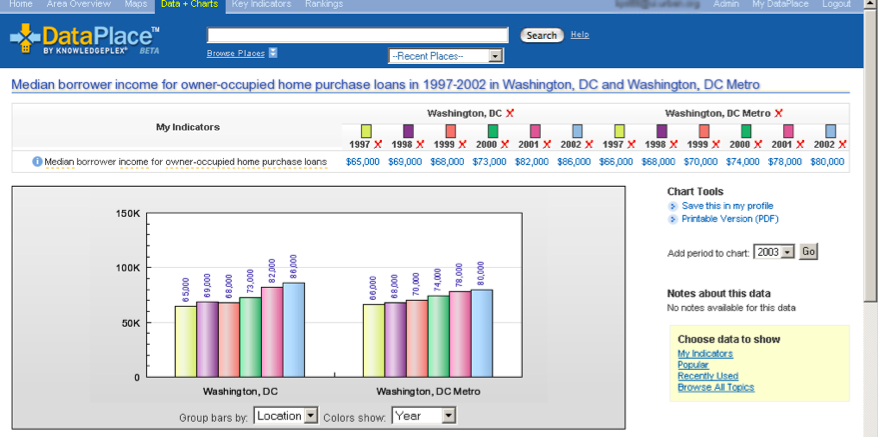 Home Area Overview Maps Data + Charts Key Indicators Rankings Admin My DataPlace Logout
DataPlace™
BY KNOWLEDGEPLEX® BETA
Search Help
Browse Places --Recent Places--
Median borrower income for owner-occupied home purchase loans in 1997-2002 in Washington, DC and Washington, DC Metro
My Indicators
Washington, DC Washington, DC Metro
1997 1998 1999 2000 2001 2002 1997 1998 1999 2000 2001 2002
Median borrower income for owner-occupied home purchase loans $65,000 $69,000 $68,000 $73,000 $82,000 $86,000 $66,000 $68,000 $70,000 $74,000 $78,000 $80,000
150K
100K
50K
0
65,000 69,000 68,000 73,000 82,000 86,000 66,000 68,000 70,000 74,000 78,000 80,000
Washington, DC Washington, DC Metro
Group bars by: Location Colors show: Year
Chart Tools
Save this in my profile
Printable Version (PDF)
Add period to chart: 2003 Go
Notes about this data
No notes available for this data
Choose data to show
My Indicators
Popular
Recently Used
Browse All Topics